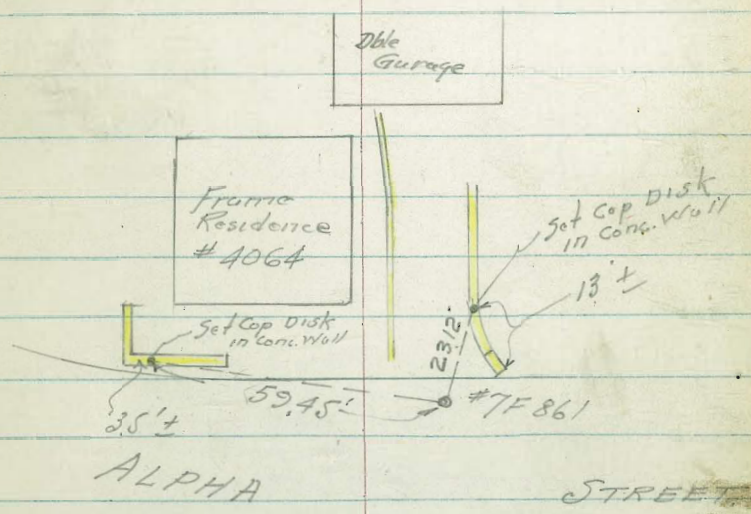 Dble
Garage
Frame
Residence
# 4064
Set Cop Disk
in Conc. Wall
13' ±
Set Cop Disk
in Conc. Wall
23.12'
3.5' ±
59.45'
#7F861
ALPHA STREET